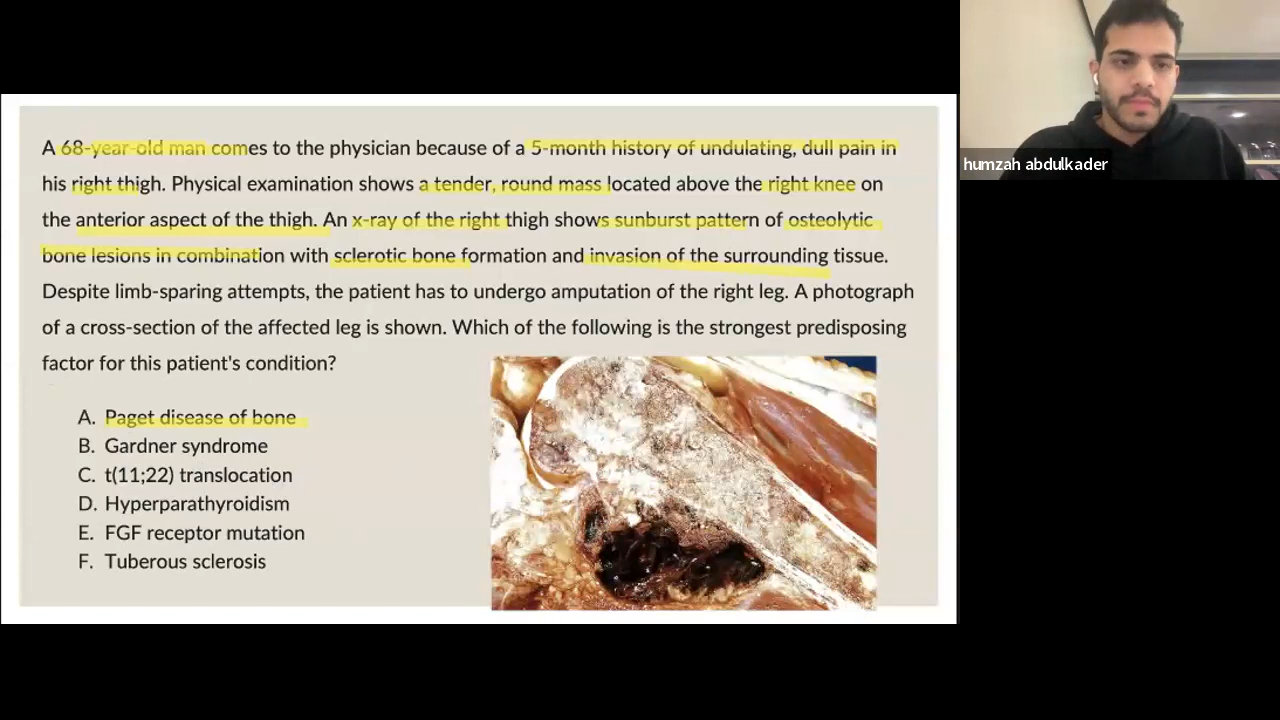 A 68-year-old man comes to the physician because of a 5-month history of undulating, dull pain in
his right thigh. Physical examination shows a tender, round mass located above the right knee on
the anterior aspect of the thigh. An x-ray of the right thigh shows sunburst pattern of osteolytic
bone lesions in combination with sclerotic bone formation and invasion of the surrounding tissue.
Despite limb-sparing attempts, the patient has to undergo amputation of the right leg. A photograph
of a cross-section of the affected leg is shown. Which of the following is the strongest predisposing
factor for this patient's condition?
A. Paget disease of bone
B. Gardner syndrome
C. t(11;22) translocation
D. Hyperparathyroidism
E. FGF receptor mutation
F. Tuberous sclerosis
humzah abdulkader